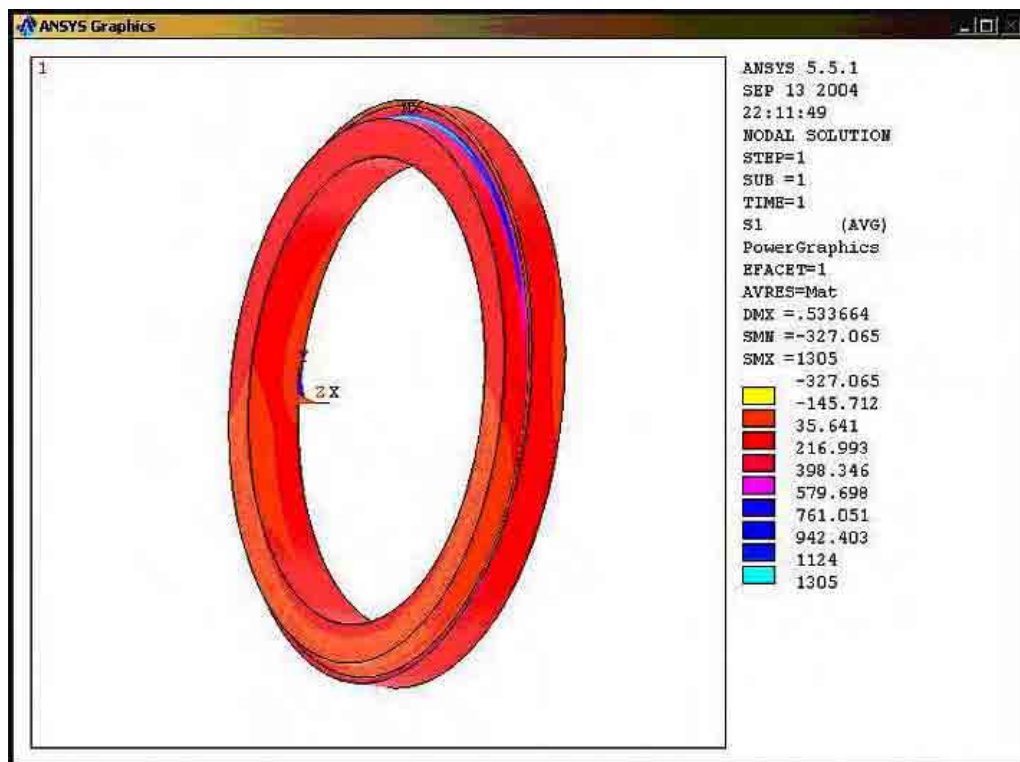 ANSYS Graphics
1
ANSYS 5.5.1
SEP 13 2004
22:11:49
NODAL SOLUTION
STEP=1
SUB =1
TIME=1
S1 (AVG)
PowerGraphics
EFACET=1
AVRES=Mat
DMX =.533664
SMN =-327.065
SMX =1305
-327.065
-145.712
35.641
216.993
398.346
579.698
761.051
942.403
1124
1305
MX
Y
Z X